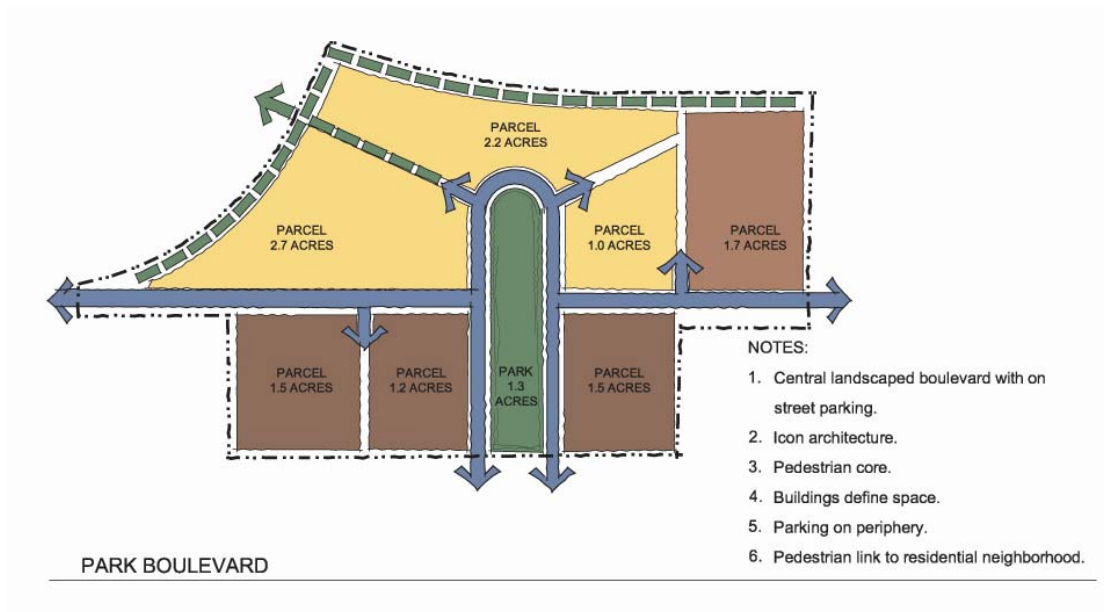 PARCEL
2.2 ACRES
PARCEL
2.7 ACRES
PARCEL
1.0 ACRES
PARCEL
1.7 ACRES
PARCEL
1.5 ACRES
PARCEL
1.2 ACRES
PARK
1.3
ACRES
PARCEL
1.5 ACRES
NOTES:
1. Central landscaped boulevard with on
street parking.
2. Icon architecture.
3. Pedestrian core.
4. Buildings define space.
5. Parking on periphery.
6. Pedestrian link to residential neighborhood.
PARK BOULEVARD